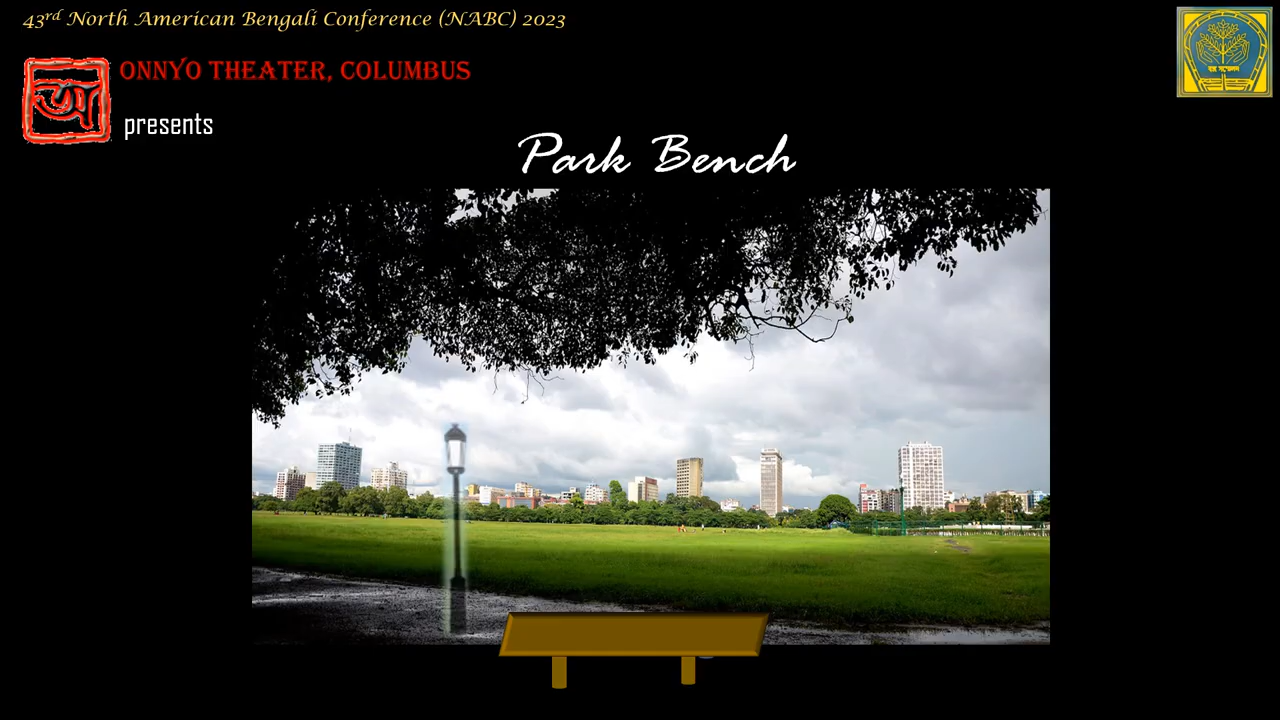 43rd North American Bengali Conference (NABC) 2023
ONNYO THEATER, COLUMBUS
অ
presents
Park Bench